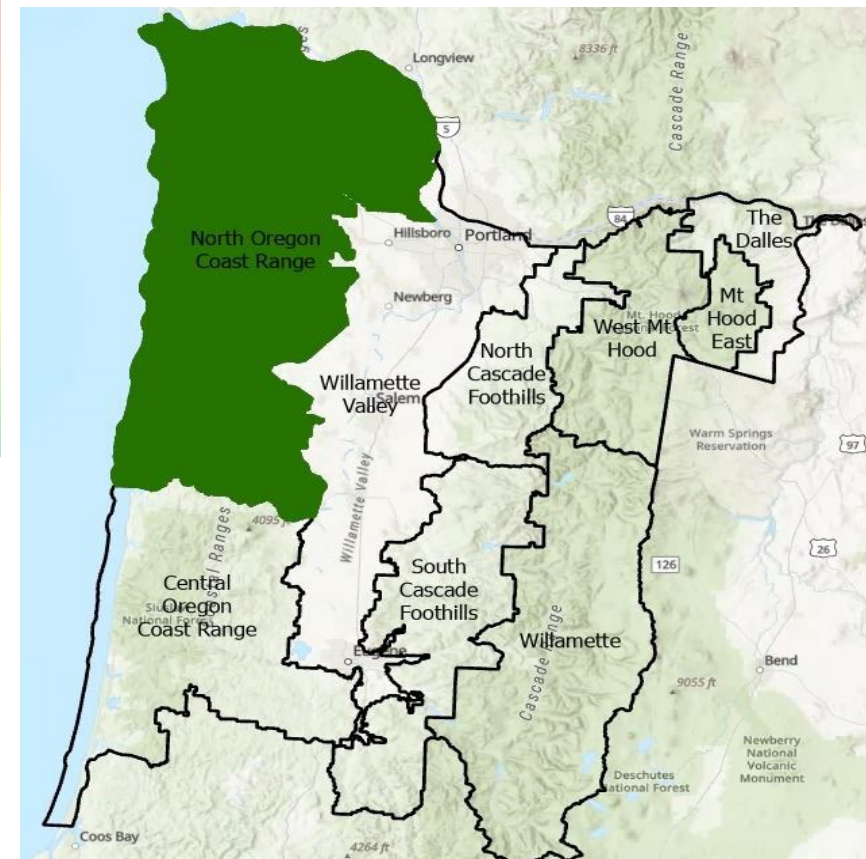 Longview
8336 ft
Cascade Range
5
84
The
Dalles
North Oregon
Coast Range
Hillsboro
Portland
Newberg
Mt
Hood
East
West Mt
Hood
North
Cascade
Foothills
Willamette
Valley
Salem
Warm Springs
Reservation
97
Willamette Valley
4095 ft
26
126
South
Cascade
Foothills
Central
Oregon
Coast Range
National Forest
Ranges
Eugene
Willamette
Cascade Range
Bend
9055 ft
Newberry
National
Volcanic
Monument
Deschutes
National Forest
Coos Bay
4264 ft